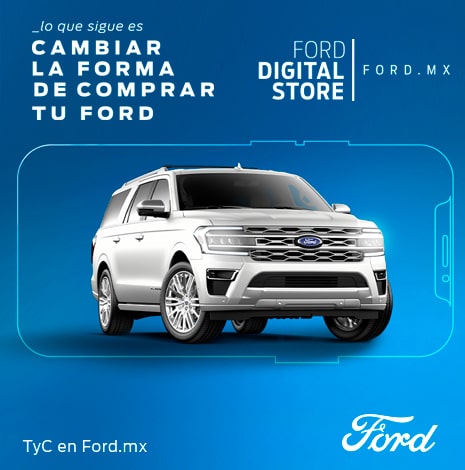 _lo que sigue es
CAMBIAR
LA FORMA
DE COMPRAR
TU FORD
FORD
DIGITAL
STORE
FORD.MX
Ford
TyC en Ford.mx
Ford